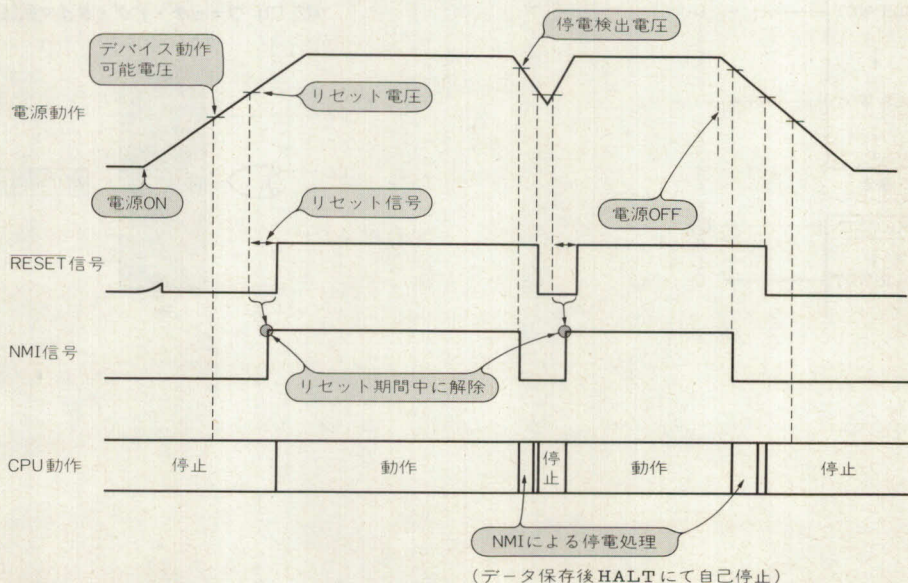 停電検出電圧
デバイス動作
可能電圧
リセット電圧
電源動作
電源ON
リセット信号
電源OFF
RESET信号
NMI信号
リセット期間中に解除
CPU動作
停止
動作
停
止
動作
停止
NMIによる停電処理
(データ保存後HALTにて自己停止)